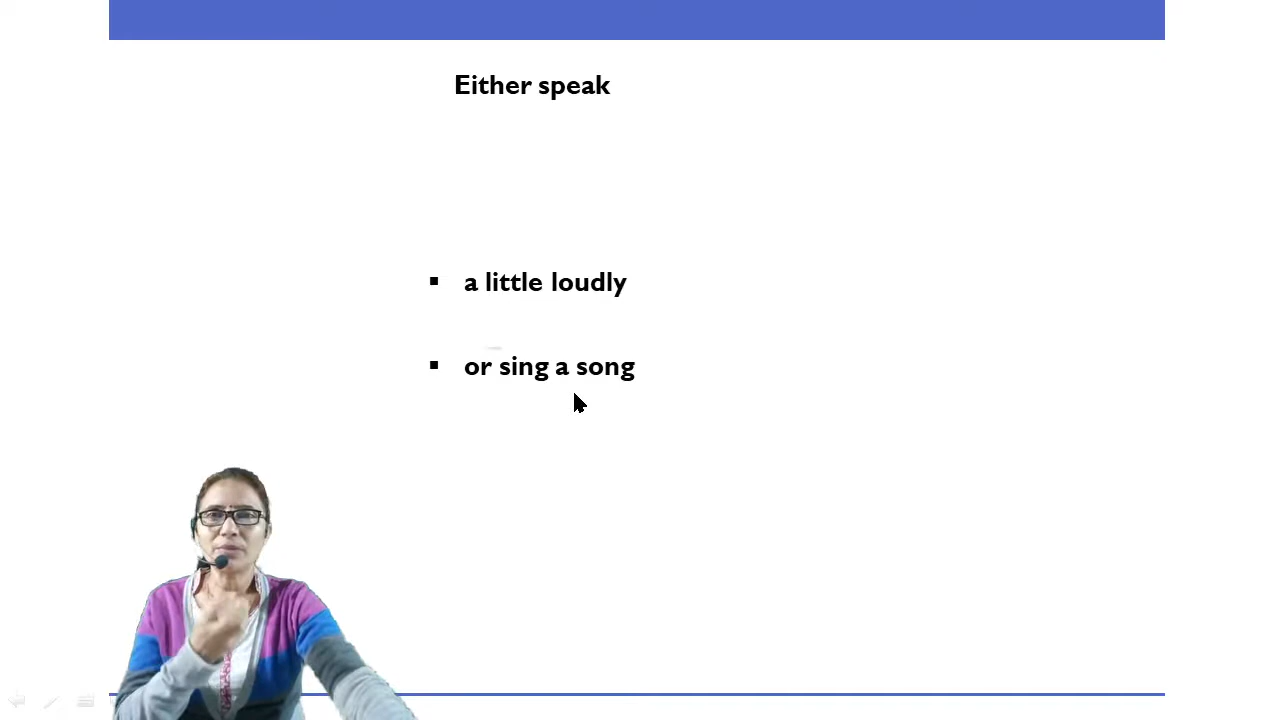 Either speak
▪ a little loudly
▪ or sing a song